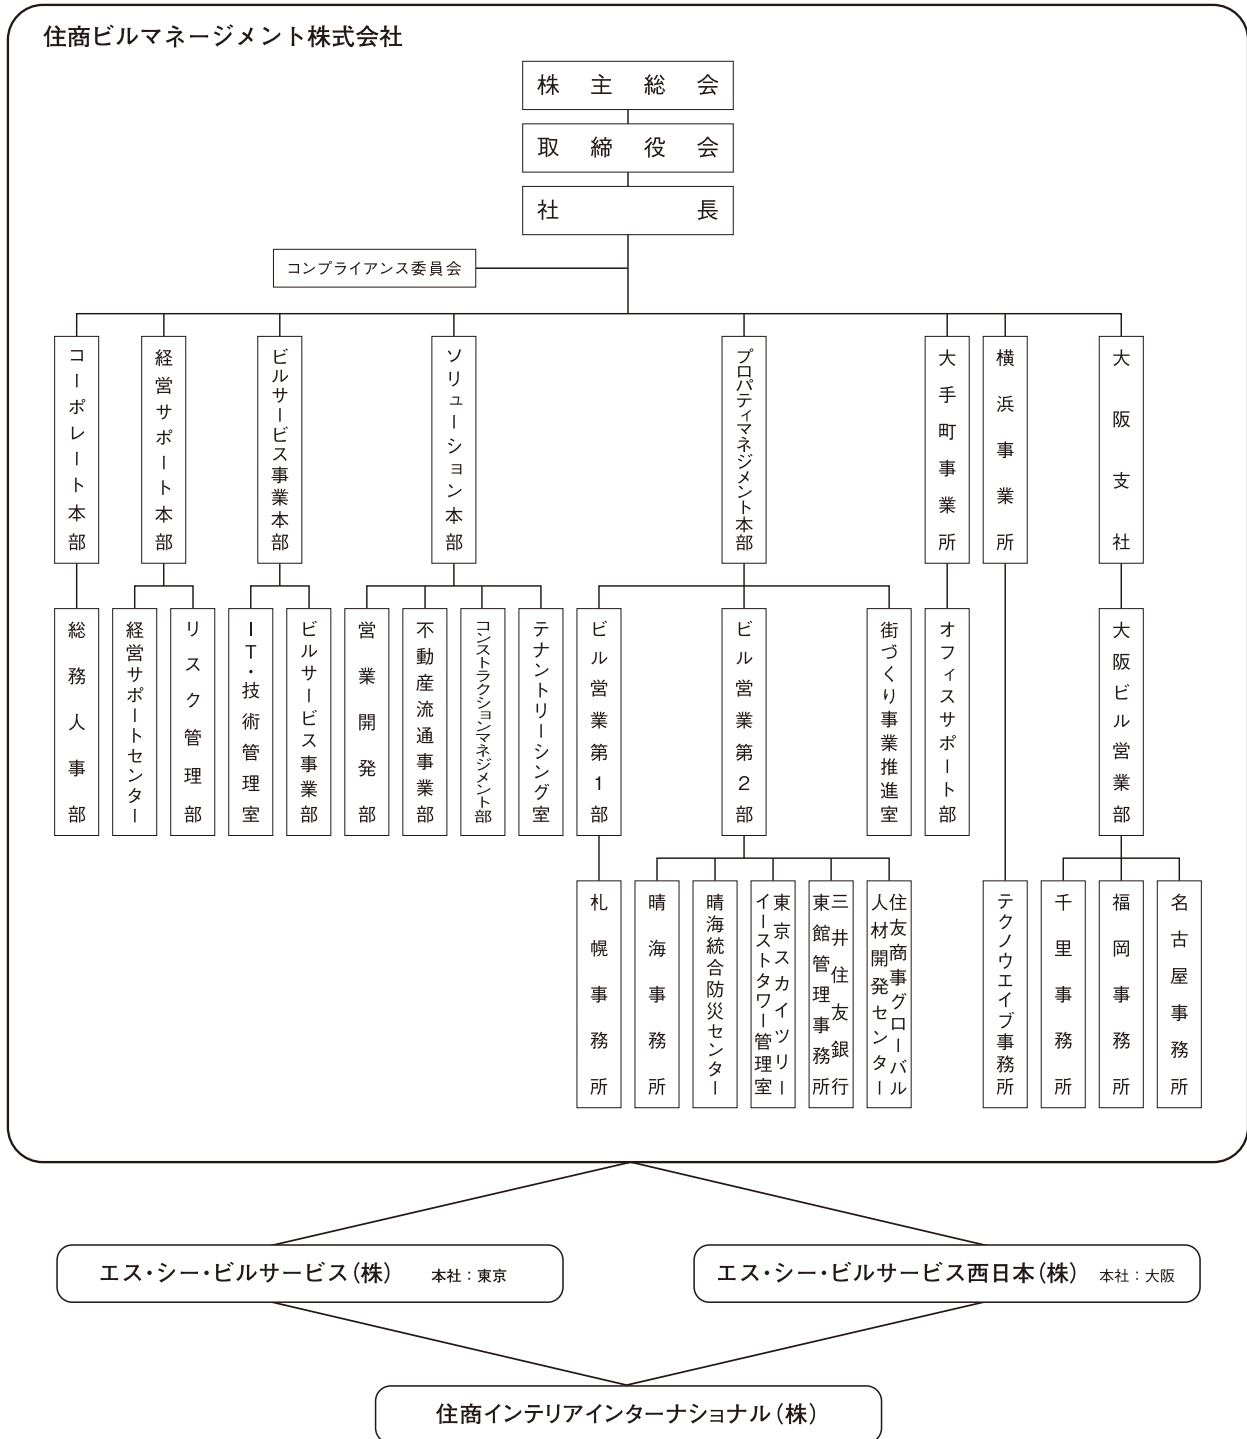 住商ビルマネージメント株式会社
株主総会
取締役会
社長
コンプライアンス委員会
コーポレート本部
経営サポート本部
ビルサービス事業本部
ソリューション本部
プロパティマネジメント本部
大手町事業所
横浜事業所
大阪支社
総務人事部
経営サポートセンター
リスク管理部
IT・技術管理室
ビルサービス事業部
営業開発部
不動産流通事業部
コンストラクションマネジメント部
テナントリーシング室
ビル営業第1部
ビル営業第2部
街づくり事業推進室
オフィスサポート部
大阪ビル営業部
札幌事務所
晴海事務所
晴海統合防災センター
東京スカイツリー
イーストタワー管理室
三井住友銀行
東館管理事務所
住友商事グローバル
人材開発センター
テクノウエイブ事務所
千里事務所
福岡事務所
名古屋事務所
エス・シー・ビルサービス(株) 本社：東京
エス・シー・ビルサービス西日本(株) 本社：大阪
住商インテリアインターナショナル(株)